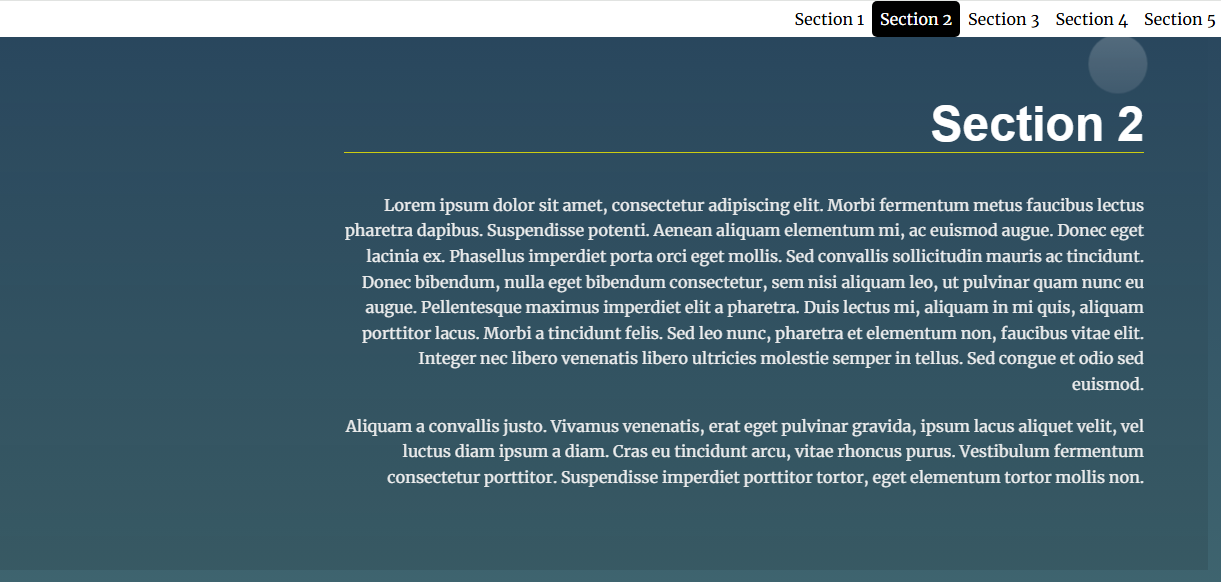 Section 1 Section 2 Section 3 Section 4 Section 5
Section 2
Lorem ipsum dolor sit amet, consectetur adipiscing elit. Morbi fermentum metus faucibus lectus
pharetra dapibus. Suspendisse potenti. Aenean aliquam elementum mi, ac euismod augue. Donec eget
lacinia ex. Phasellus imperdiet porta orci eget mollis. Sed convallis sollicitudin mauris ac tincidunt.
Donec bibendum, nulla eget bibendum consectetur, sem nisi aliquam leo, ut pulvinar quam nunc eu
augue. Pellentesque maximus imperdiet elit a pharetra. Duis lectus mi, aliquam in mi quis, aliquam
porttitor lacus. Morbi a tincidunt felis. Sed leo nunc, pharetra et elementum non, faucibus vitae elit.
Integer nec libero venenatis libero ultricies molestie semper in tellus. Sed congue et odio sed
euismod.
Aliquam a convallis justo. Vivamus venenatis, erat eget pulvinar gravida, ipsum lacus aliquet velit, vel
luctus diam ipsum a diam. Cras eu tincidunt arcu, vitae rhoncus purus. Vestibulum fermentum
consectetur porttitor. Suspendisse imperdiet porttitor tortor, eget elementum tortor mollis non.